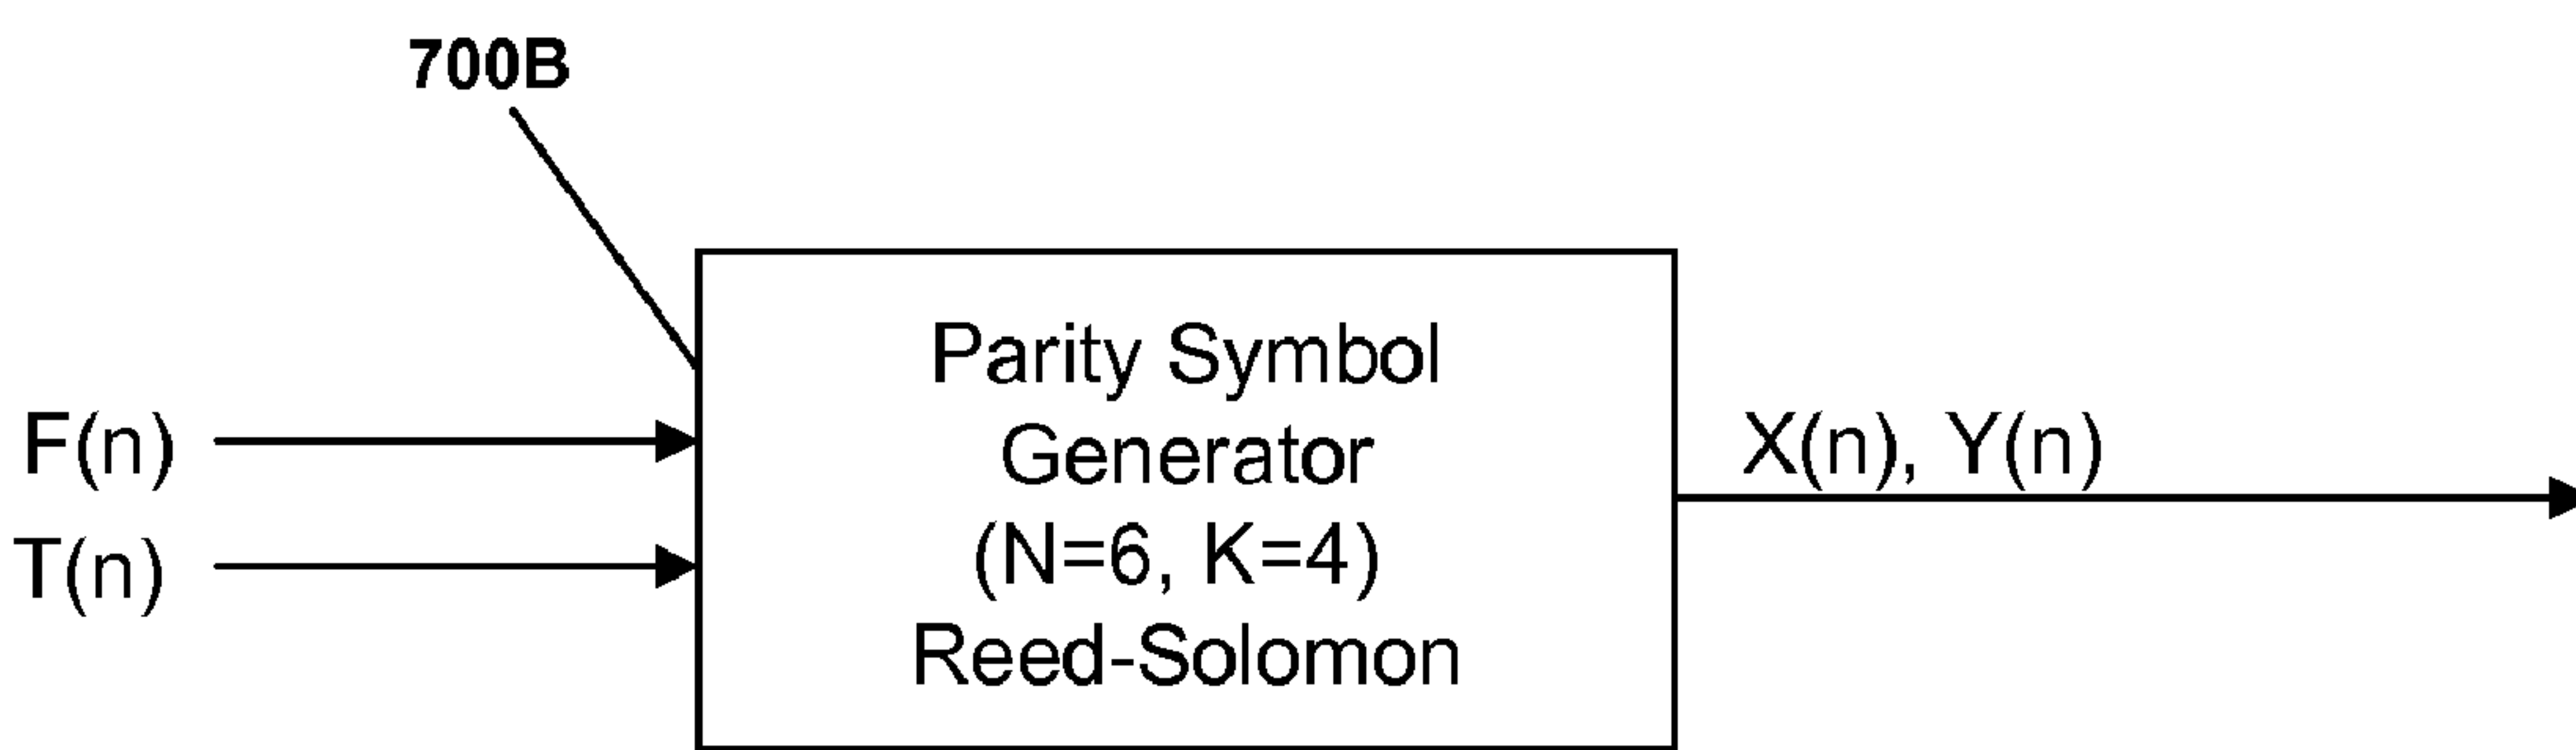 700B
Parity Symbol
Generator
(N=6, K=4)
Reed-Solomon
F(n)
T(n)
X(n), Y(n)